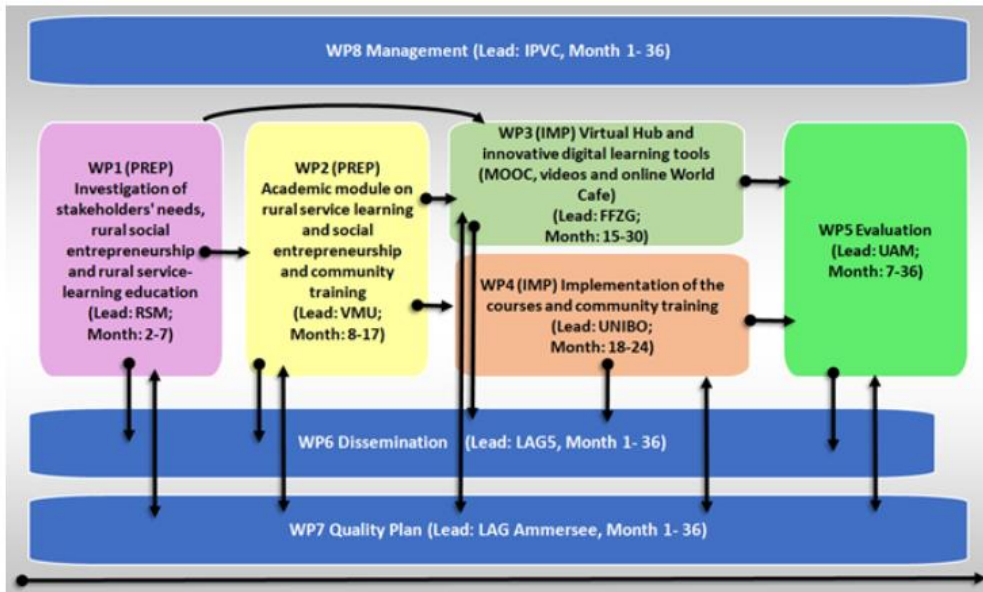 WP8 Management (Lead: IPVC, Month 1- 36)
WP1 (PREP)
Investigation of
stakeholders' needs,
rural social
entrepreneurship
and rural service-
learning education
(Lead: RSM;
Month: 2-7)
WP2 (PREP)
Academic module on
rural service learning
and social
entrepreneurship
and community
training
(Lead: VMU;
Month: 8-17)
WP3 (IMP) Virtual Hub and
innovative digital learning tools
(MOOC, videos and online World
Cafe)
(Lead: FFZG;
Month: 15-30)
WP4 (IMP) Implementation of the
courses and community training
(Lead: UNIBO;
Month: 18-24)
WP5 Evaluation
(Lead: UAM;
Month: 7-36)
WP6 Dissemination (Lead: LAG5, Month 1- 36)
WP7 Quality Plan (Lead: LAG Ammersee, Month 1- 36)